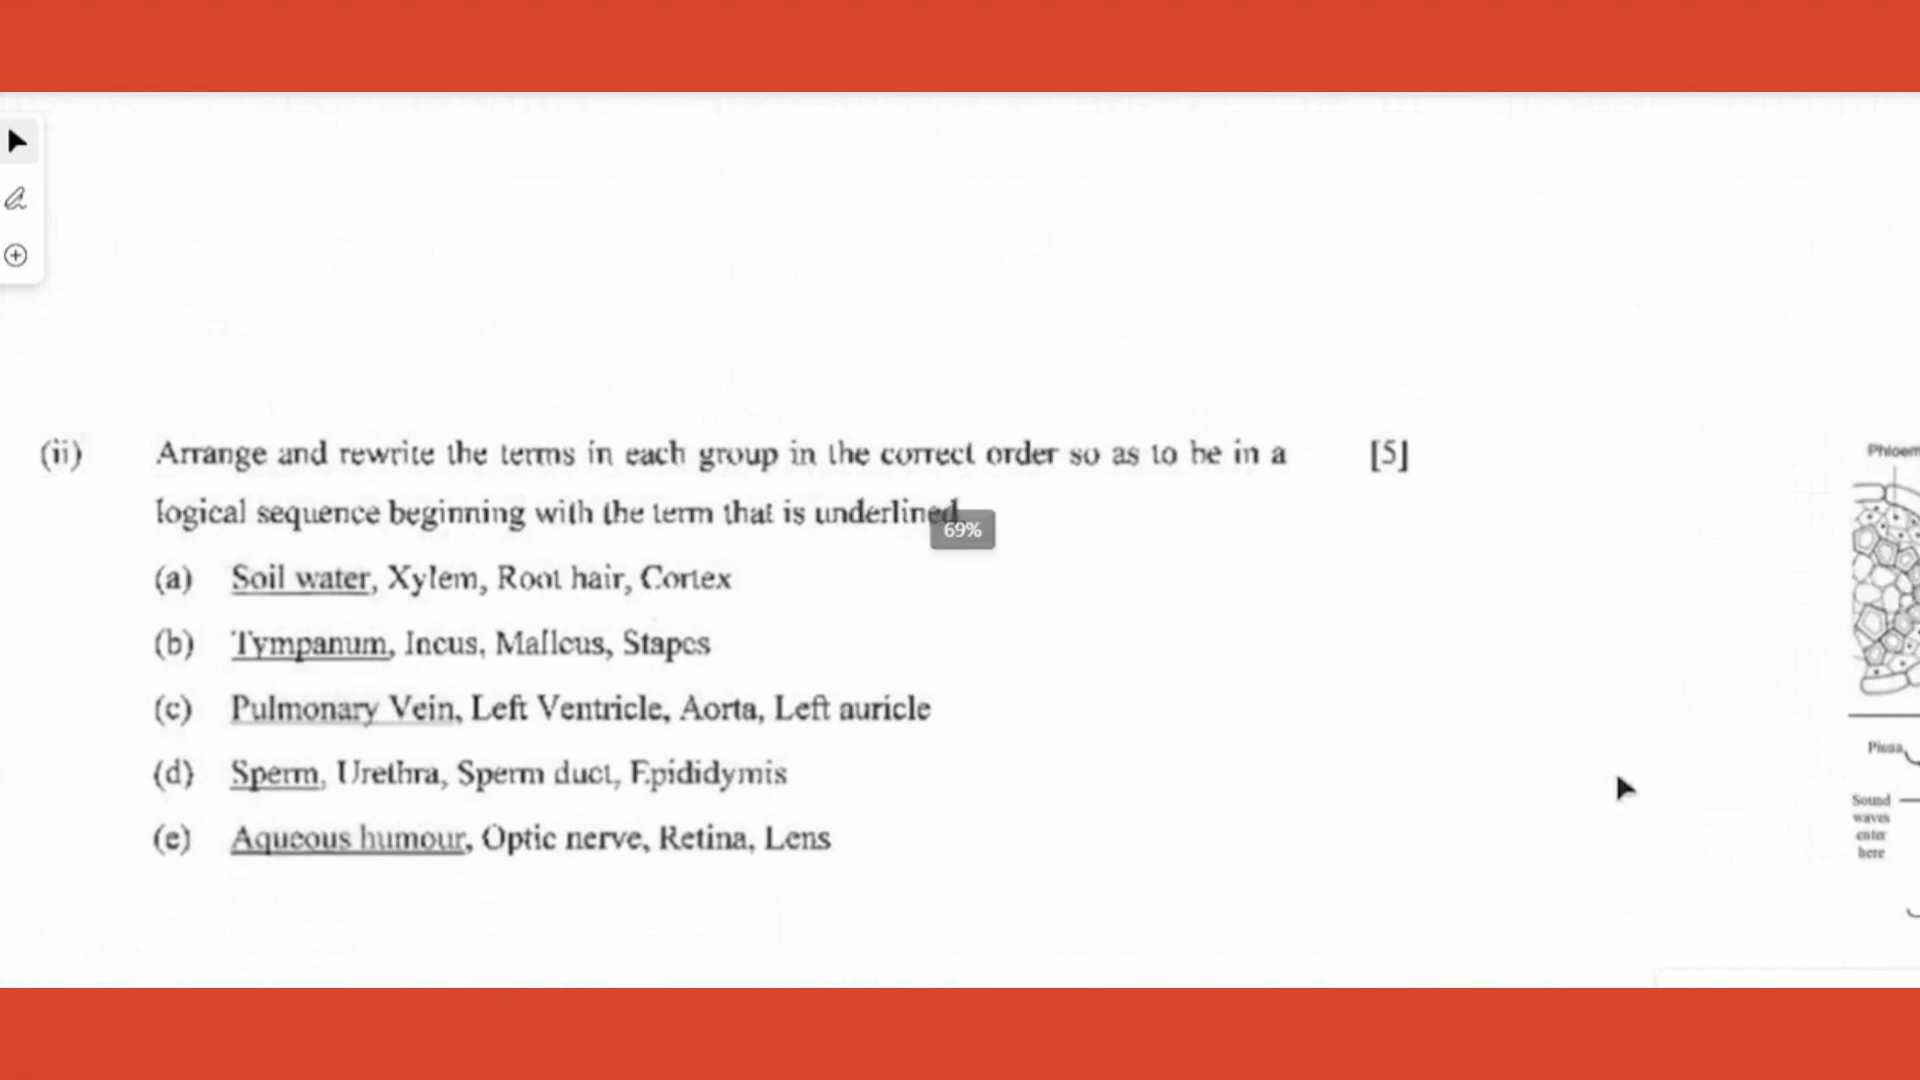 (ii) Arrange and rewrite the terms in each group in the correct order so as to be in a [5]
logical sequence beginning with the term that is underlined.
69%
(a) Soil water, Xylem, Root hair, Cortex
(b) Tympanum, Incus, Malleus, Stapes
(c) Pulmonary Vein, Left Ventricle, Aorta, Left auricle
(d) Sperm, Urethra, Sperm duct, Epididymis
(e) Aqueous humour, Optic nerve, Retina, Lens
Phloem
Pinna
Sound
waves
enter
here